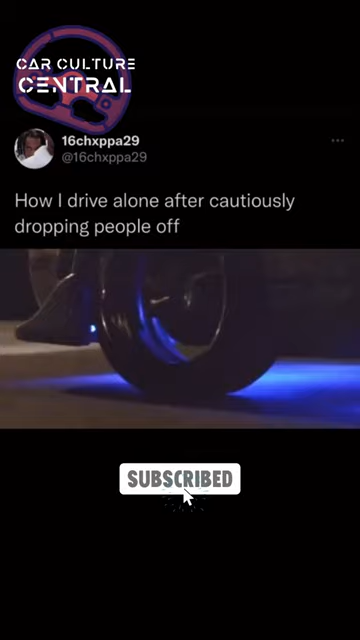 CAR CULTURE
CENTRAL
16chxppa29
@16chxppa29
How I drive alone after cautiously
dropping people off
SUBSCRIBED